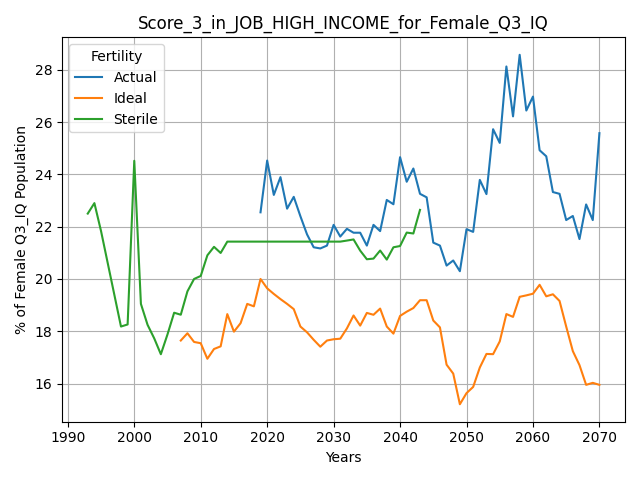 Score_3_in_JOB_HIGH_INCOME_for_Female_Q3_IQ
Fertility
Actual
Ideal
Sterile
% of Female Q3_IQ Population
28
26
24
22
20
18
16
1990 2000 2010 2020 2030 2040 2050 2060 2070
Years